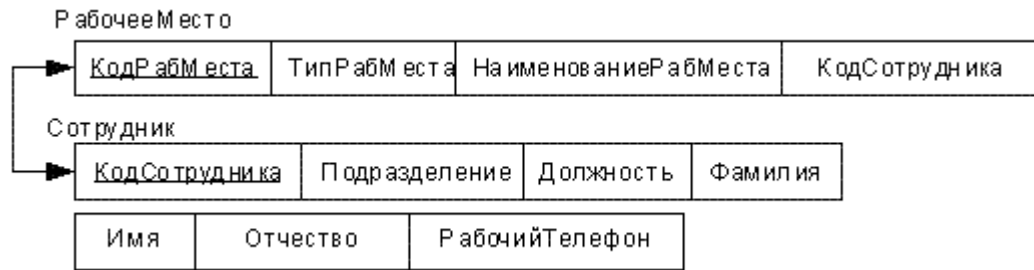 РабочееМесто
КодРабМеста ТипРабМеста НаименованиеРабМеста КодСотрудника
Сотрудник
КодСотрудника Подразделение Должность Фамилия
Имя Отчество РабочийТелефон